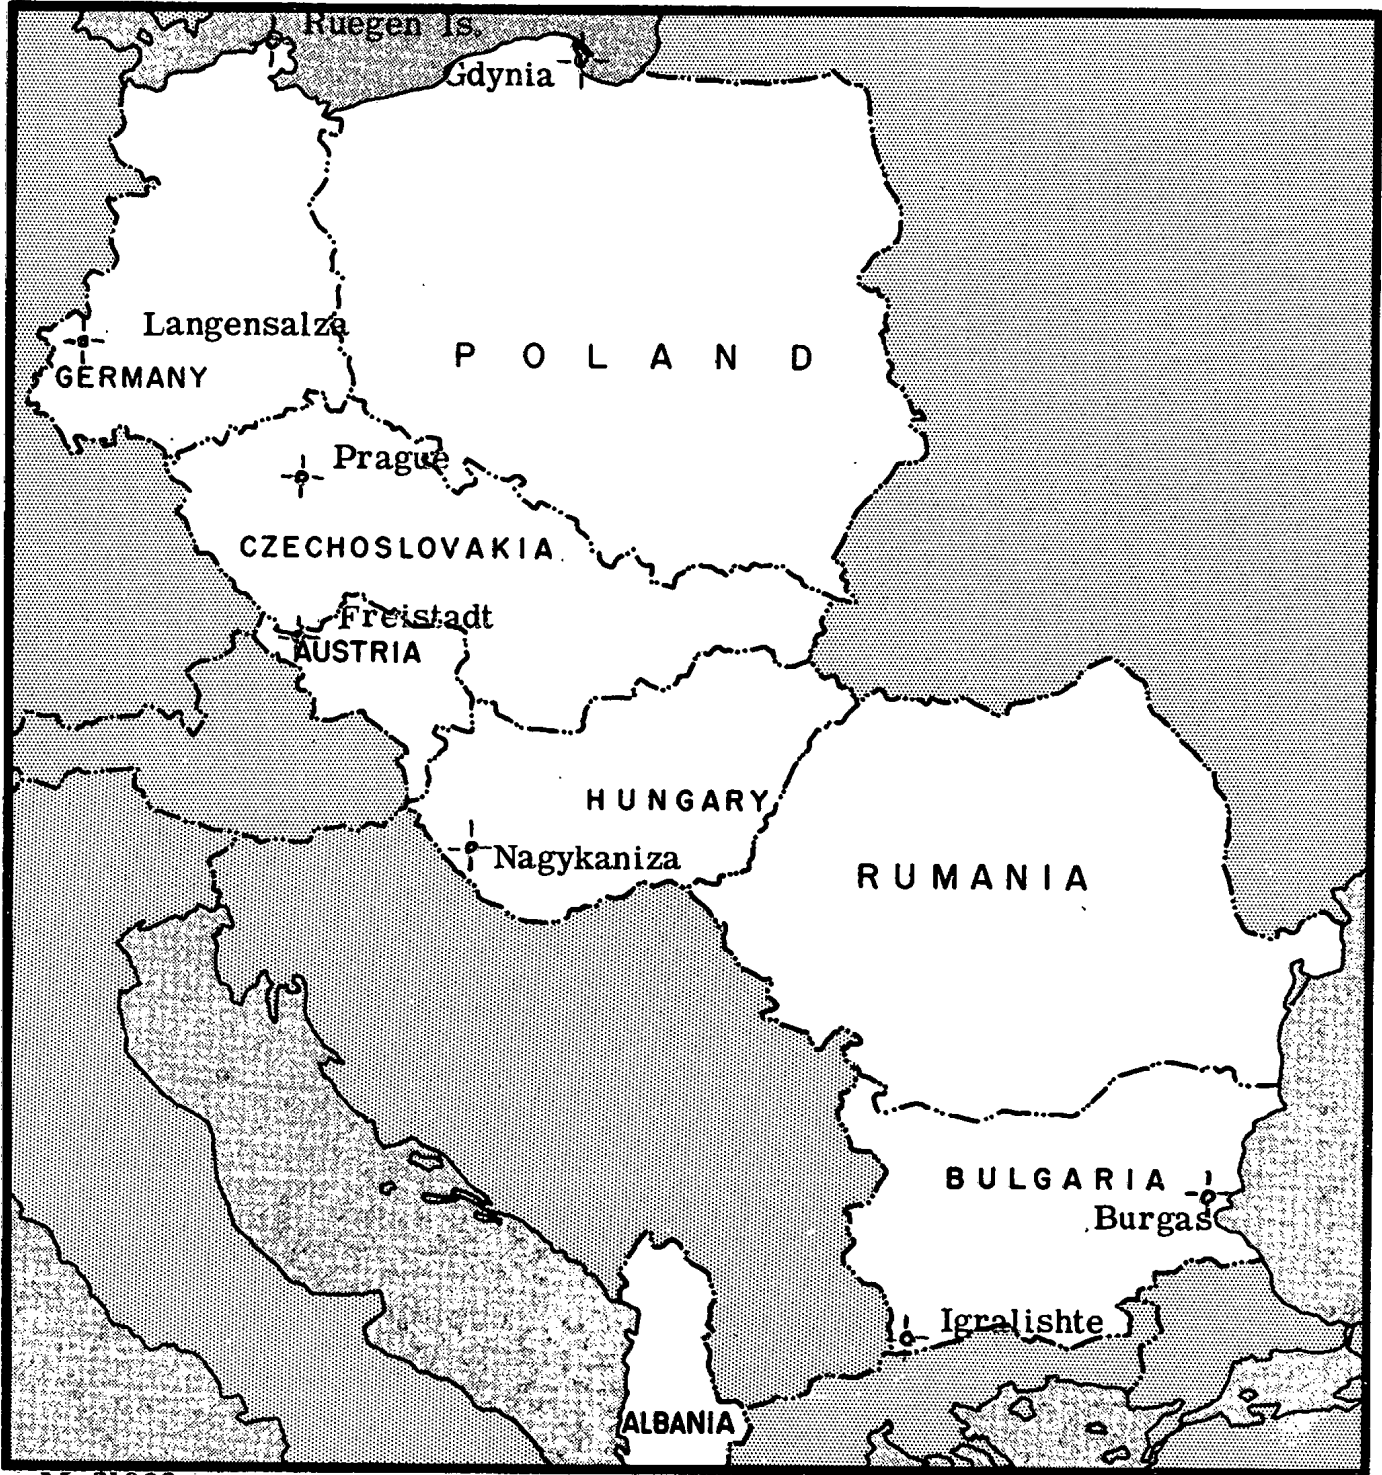 Ruegen Is.
Gdynia
Langensalza
POLAND
GERMANY
Prague
CZECHOSLOVAKIA
Freistadt
AUSTRIA
HUNGARY
Nagykaniza
RUMANIA
BULGARIA
Burgas
Igralishte
ALBANIA